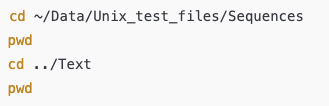 cd ~/Data/Unix_test_files/Sequences
pwd
cd ../Text
pwd